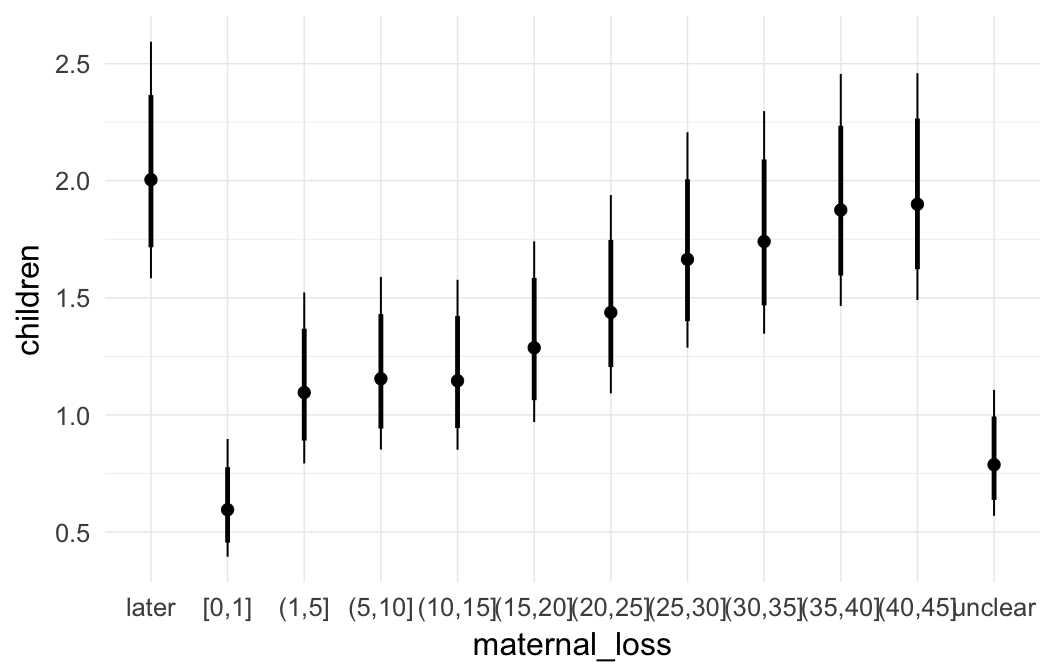 2.5
2.0
1.5
1.0
0.5
children
later [0,1] (1,5] (5,10] (10,15] (15,20] (20,25] (25,30] (30,35] (35,40] (40,45] unclear
maternal_loss